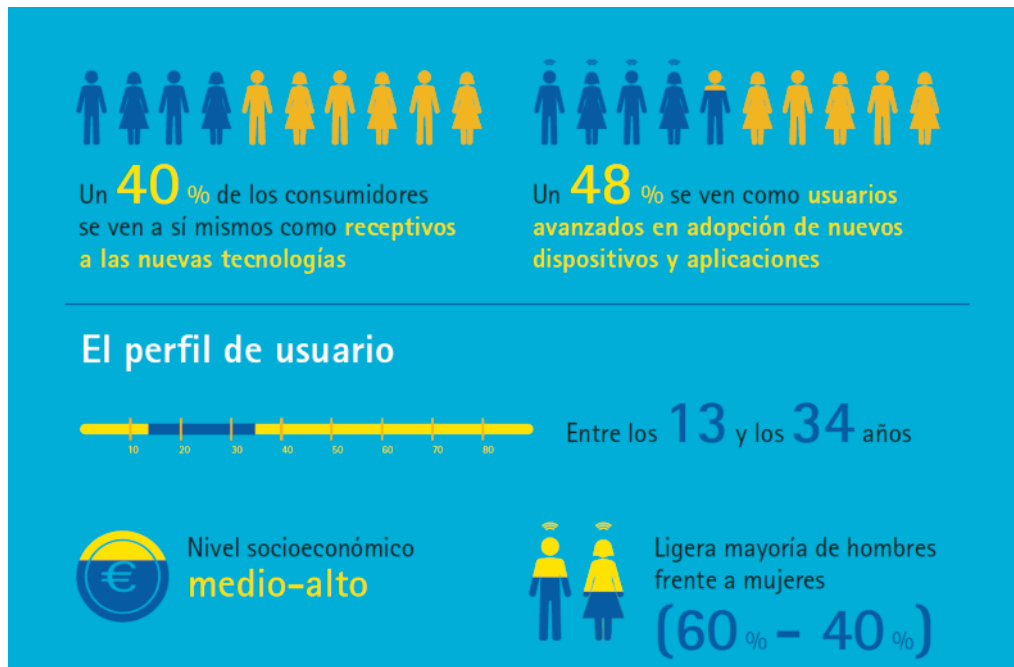 Un 40 % de los consumidores
se ven a sí mismos como receptivos
a las nuevas tecnologías
Un 48 % se ven como usuarios
avanzados en adopción de nuevos
dispositivos y aplicaciones
El perfil de usuario
10 20 30 40 50 60 70 80
Entre los 13 y los 34 años
€
Nivel socioeconómico
medio-alto
Ligera mayoría de hombres
frente a mujeres
(60 % - 40 %)